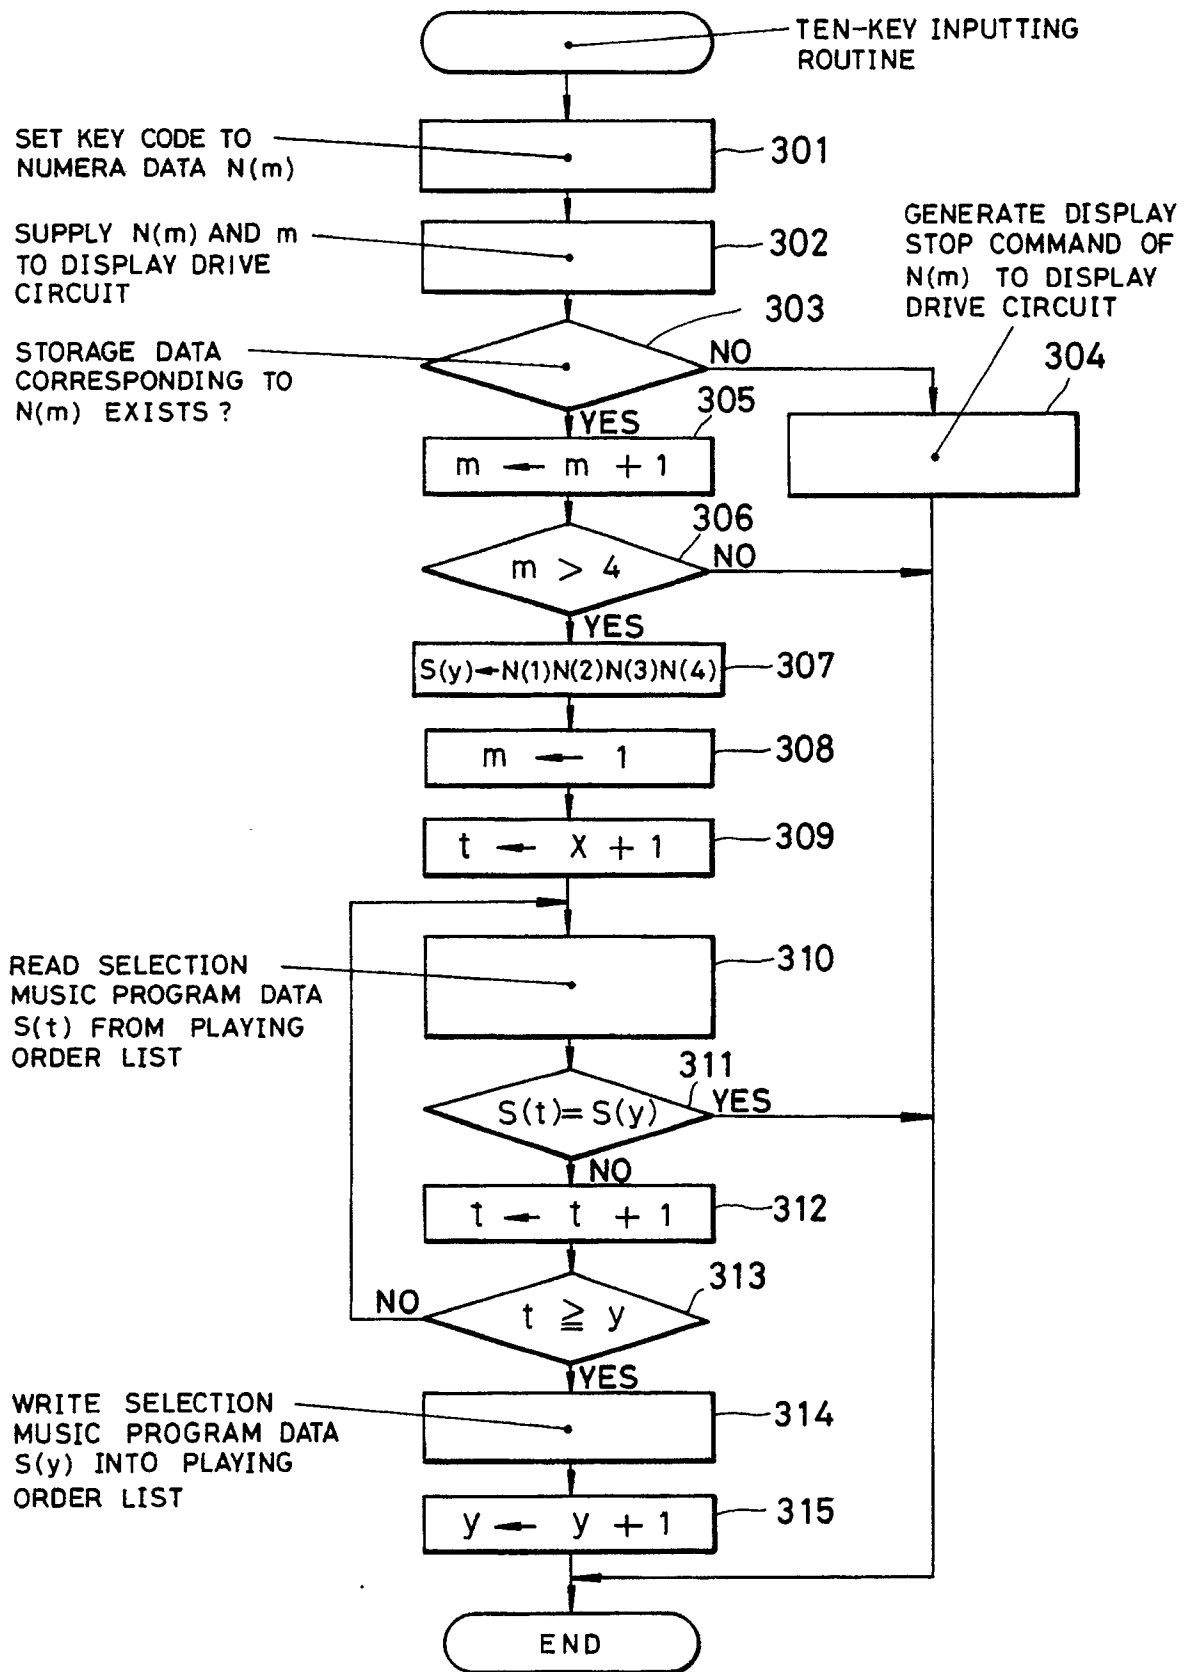 TEN-KEY INPUTTING
ROUTINE
SET KEY CODE TO
NUMERA DATA N(m)
301
SUPPLY N(m) AND m
TO DISPLAY DRIVE
CIRCUIT
302
GENERATE DISPLAY
STOP COMMAND OF
N(m) TO DISPLAY
DRIVE CIRCUIT
303
STORAGE DATA
CORRESPONDING TO
N(m) EXISTS ?
NO
304
YES
305
m ← m + 1
306
m > 4
NO
YES
S(y)←N(1)N(2)N(3)N(4)
307
m ← 1
308
t ← X + 1
309
READ SELECTION
MUSIC PROGRAM DATA
S(t) FROM PLAYING
ORDER LIST
310
311
S(t)= S(y)
YES
NO
t ← t + 1
312
313
NO
t ≧ y
YES
WRITE SELECTION
MUSIC PROGRAM DATA
S(y) INTO PLAYING
ORDER LIST
314
y ← y + 1
315
END